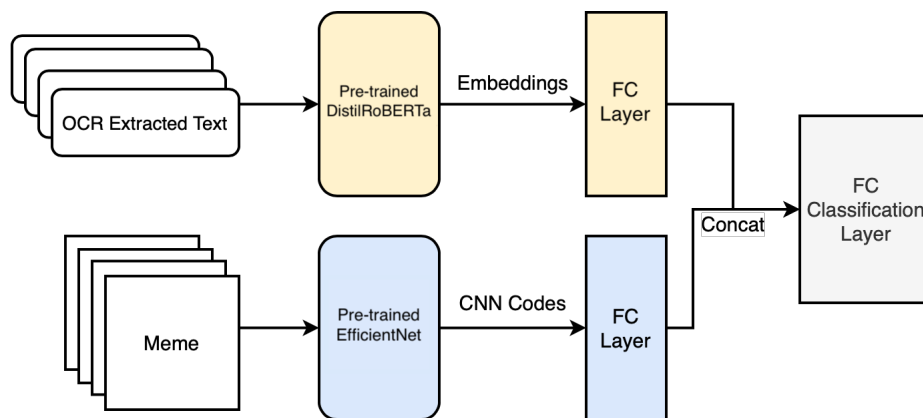 OCR Extracted Text
Pre-trained
DistilRoBERTa
Embeddings
FC
Layer
Meme
Pre-trained
EfficientNet
CNN Codes
FC
Layer
Concat
FC
Classification
Layer